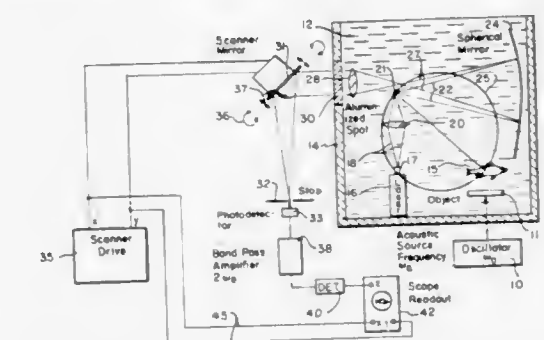 12
24
Scanner
Mirror
31
Spherical
Mirror
28
21
27
25
22
37
30
Aluminized
Spot
36
14
20
18
17
15
16
Laser
32
Stop
Object
11
Photodetector
33
x
y
Scanner
Drive
35
Band Pass
Amplifier
38
Acoustic
Source
Frequency
Oscillator
10
DET.
40
Scope
Readout
42
45